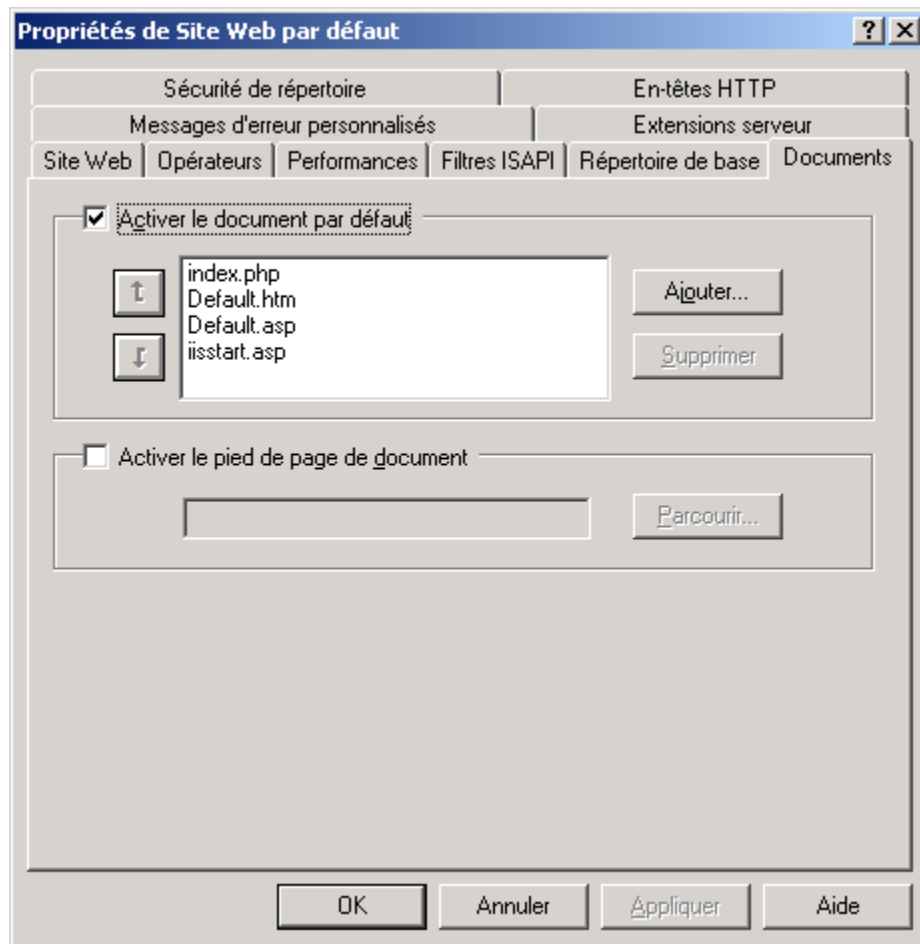 Propriétés de Site Web par défaut
Sécurité de répertoire En-têtes HTTP
Messages d'erreur personnalisés Extensions serveur
Site Web Opérateurs Performances Filtres ISAPI Répertoire de base Documents
Activer le document par défaut
index.php
Default.htm
Default.asp
iisstart.asp
Ajouter...
Supprimer
Activer le pied de page de document
Parcourir...
OK Annuler Appliquer Aide